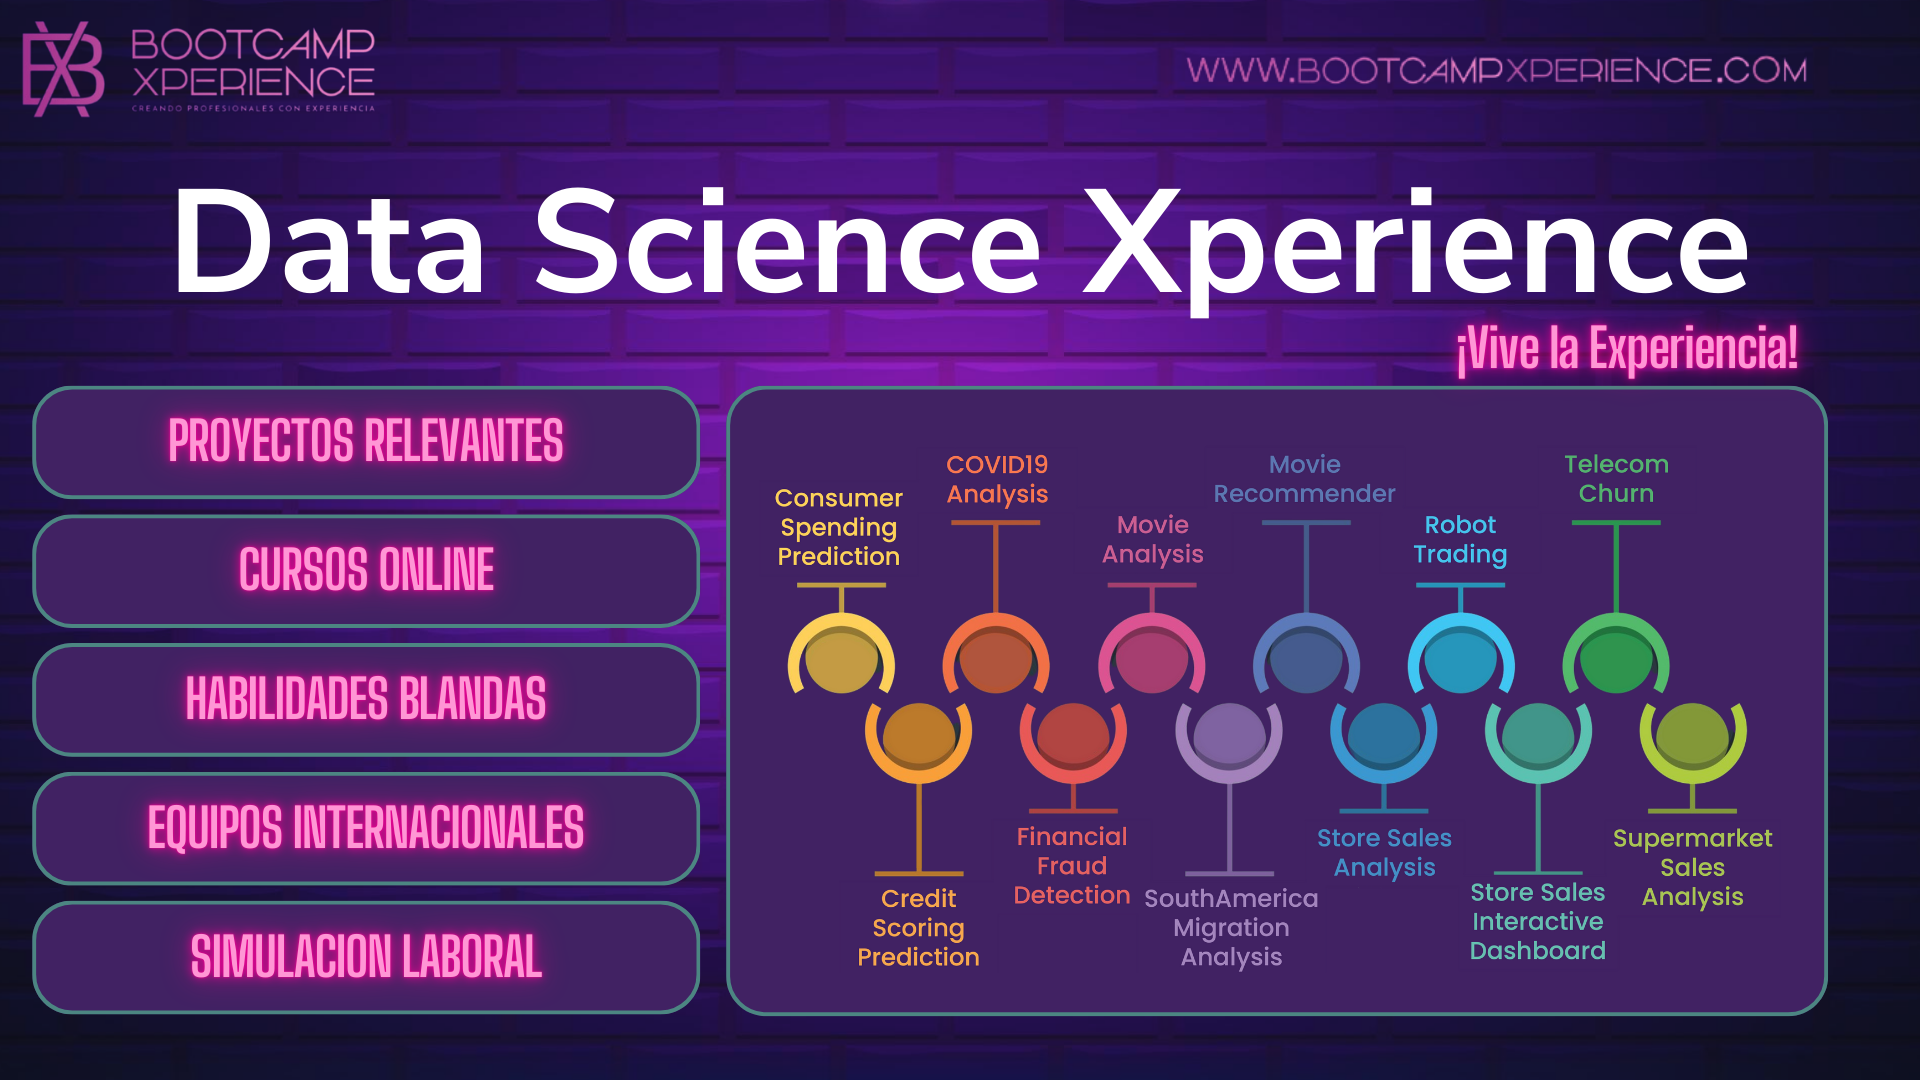 BOOTCAMP
XPERIENCE
CREANDO PROFESIONALES CON EXPERIENCIA
WWW.BOOTCAMPXPERIENCE.COM
Data Science Xperience
¡Vive la Experiencia!
PROYECTOS RELEVANTES
CURSOS ONLINE
HABILIDADES BLANDAS
EQUIPOS INTERNACIONALES
SIMULACION LABORAL
Consumer
Spending
Prediction
COVID19
Analysis
Movie
Analysis
Movie
Recommender
Robot
Trading
Telecom
Churn
Credit
Scoring
Prediction
Financial
Fraud
Detection
SouthAmerica
Migration
Analysis
Store Sales
Analysis
Store Sales
Interactive
Dashboard
Supermarket
Sales
Analysis